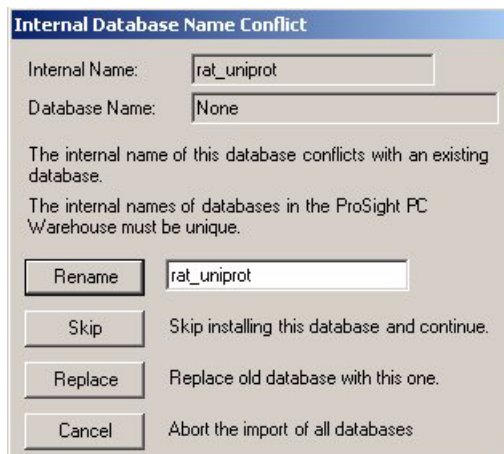 Internal Database Name Conflict
Internal Name: rat_uniprot
Database Name: None
The internal name of this database conflicts with an existing
database.
The internal names of databases in the ProSight PC
Warehouse must be unique.
Rename rat_uniprot
Skip Skip installing this database and continue.
Replace Replace old database with this one.
Cancel Abort the import of all databases